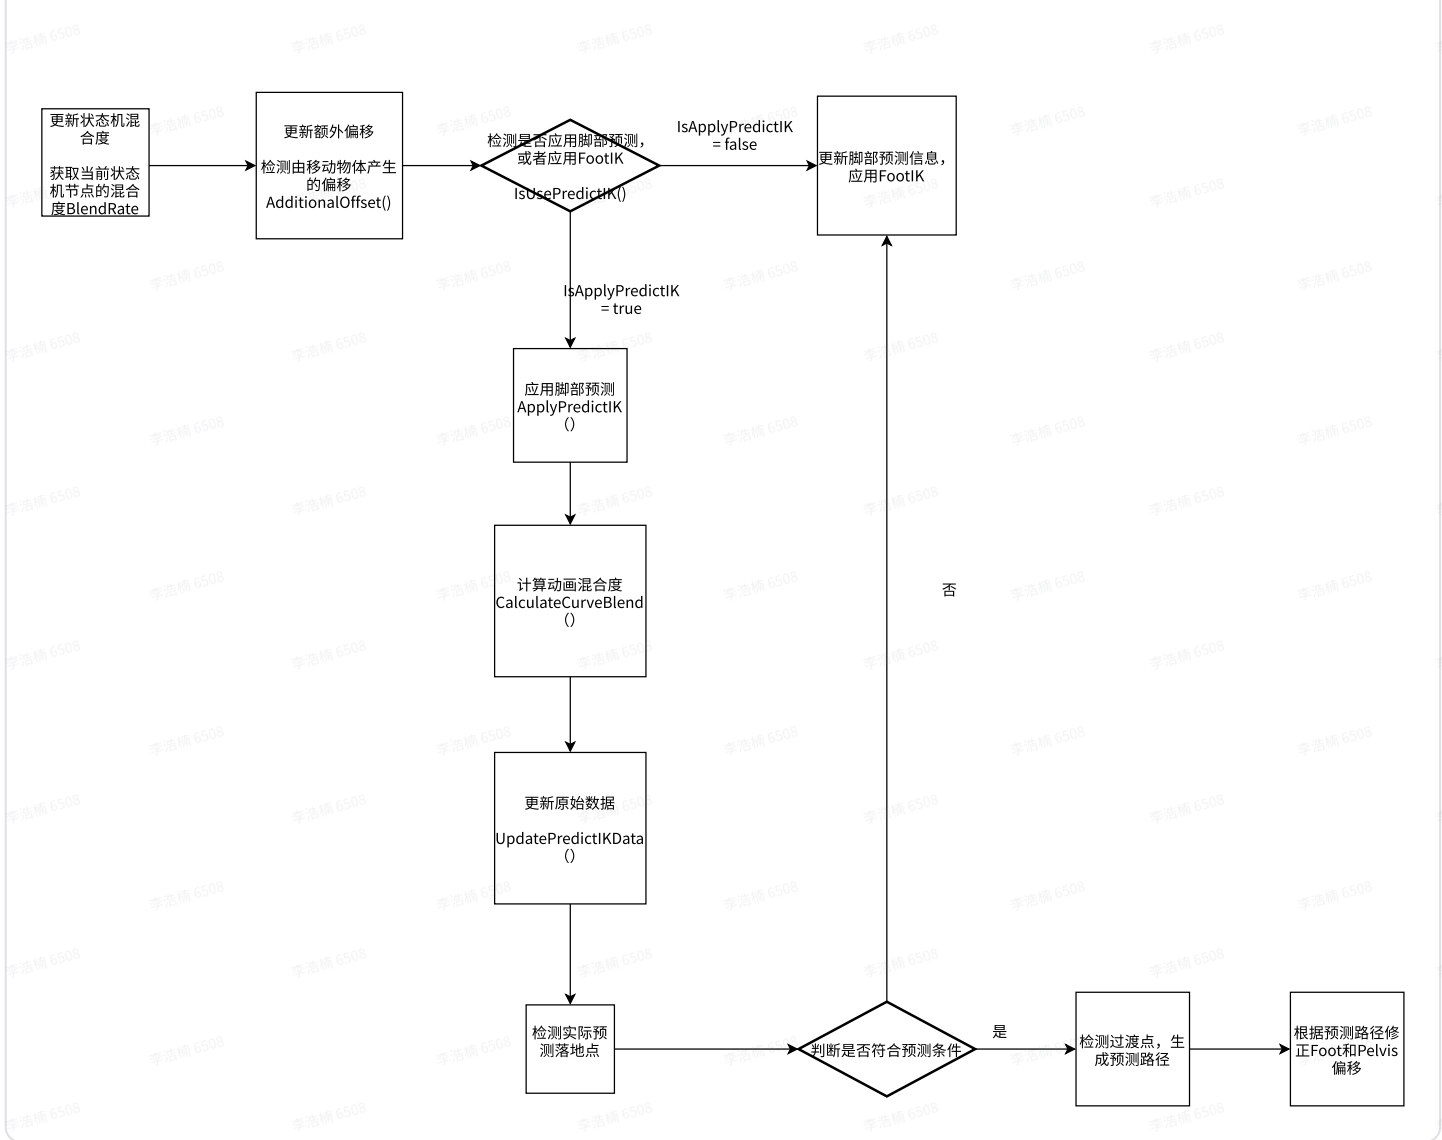 更新状态机混
合度
获取当前状态
机节点的混合
度BlendRate
更新额外偏移
检测由移动物体产生
的偏移
AdditionalOffset()
检测是否应用脚部预测，
或者应用FootIK
IsUsePredictIK()
IsApplyPredictIK
= false
更新脚部预测信息，
应用FootIK
IsApplyPredictIK
= true
应用脚部预测
ApplyPredictIK
（）
计算动画混合度
CalculateCurveBlend
（）
否
更新原始数据
UpdatePredictIKData
（）
检测实际预
测落地点
判断是否符合预测条件
是
检测过渡点，生
成预测路径
根据预测路径修
正Foot和Pelvis
偏移
李浩楠 6508